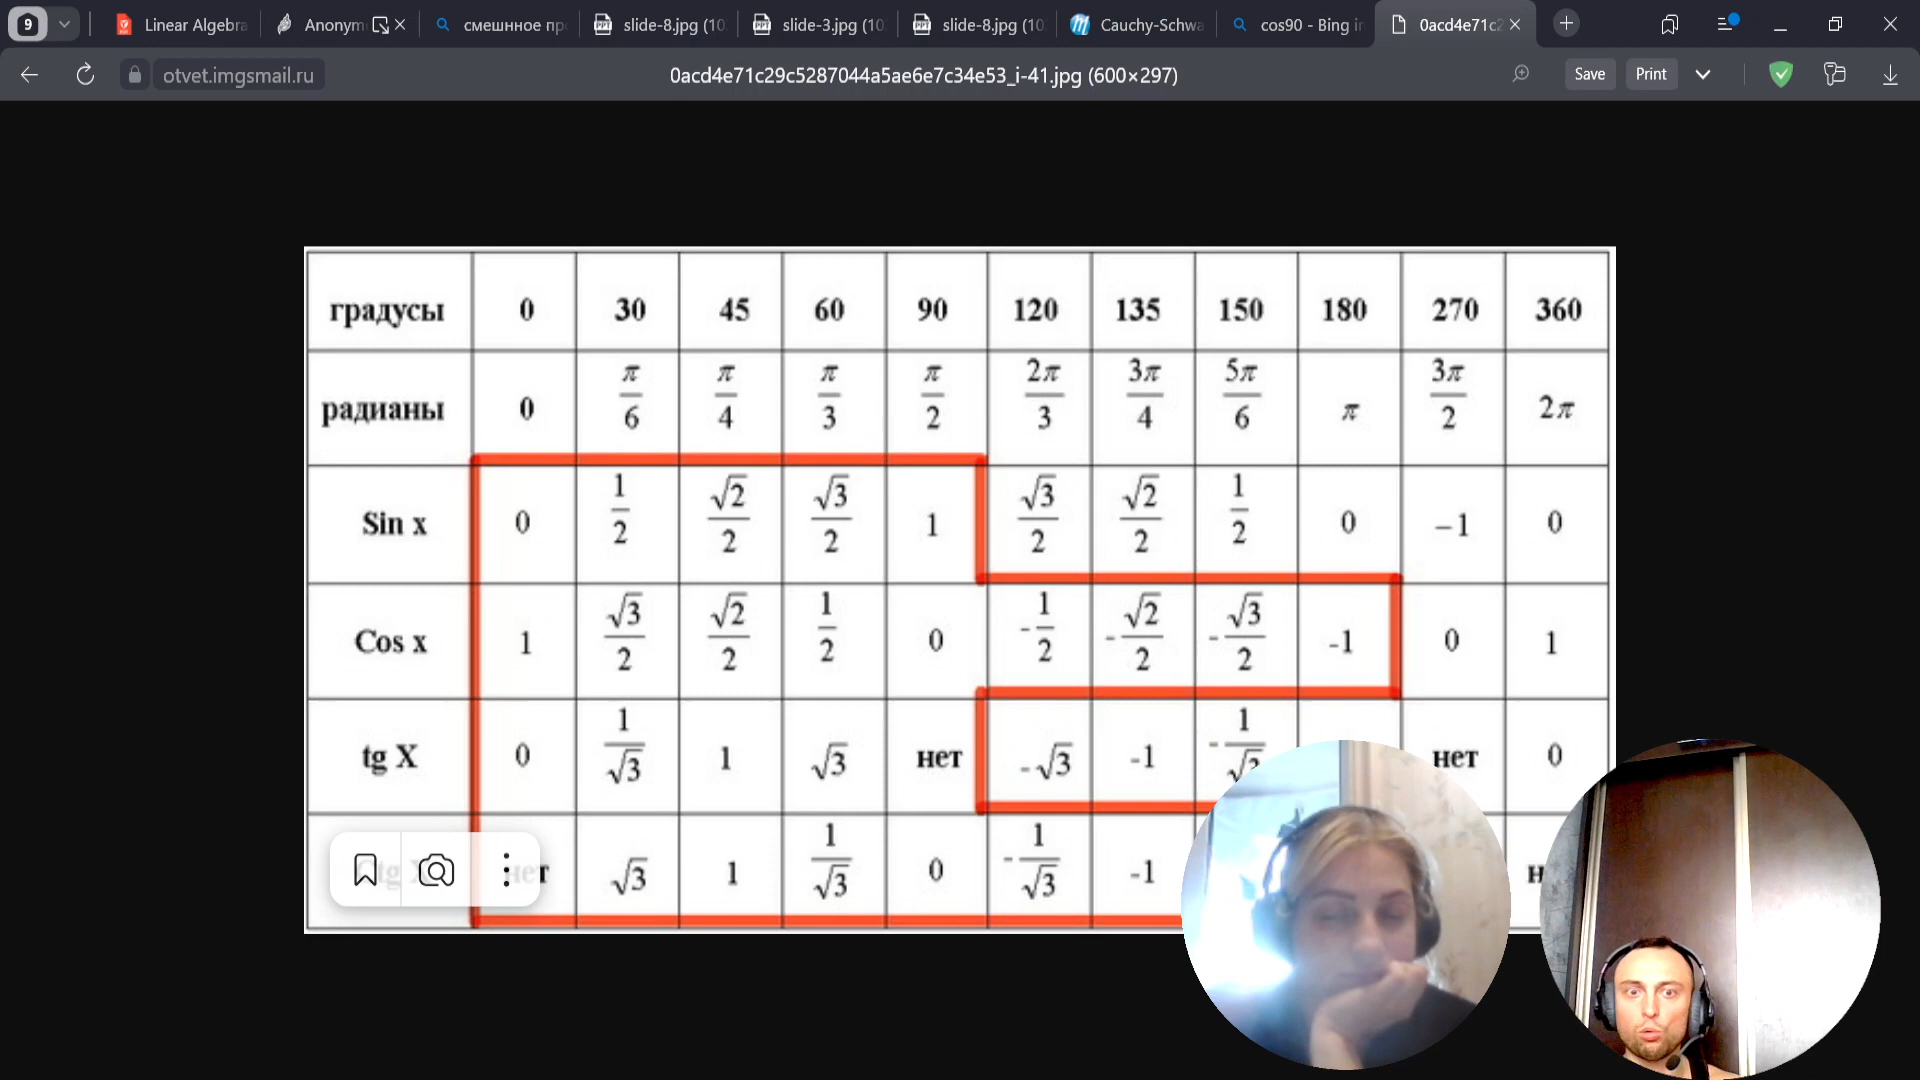 9 Linear Algebra Anonym смешнное пр slide-8.jpg (10 slide-3.jpg (10 slide-8.jpg (10 Cauchy-Schwa cos90 - Bing i 0acd4e71c2
otvet.imgsmail.ru 0acd4e71c29c5287044a5ae6e7c34e53_i-41.jpg (600×297) Save Print
градусы 0 30 45 60 90 120 135 150 180 270 360
радианы 0 π/6 π/4 π/3 π/2 2π/3 3π/4 5π/6 π 3π/2 2π
Sin x 0 1/2 √2/2 √3/2 1 √3/2 √2/2 1/2 0 −1 0
Cos x 1 √3/2 √2/2 1/2 0 -1/2 -√2/2 -√3/2 -1 0 1
tg X 0 1/√3 1 √3 нет -√3 -1 -1/√3 нет 0
tg √3 1 1/√3 0 -1/√3 -1